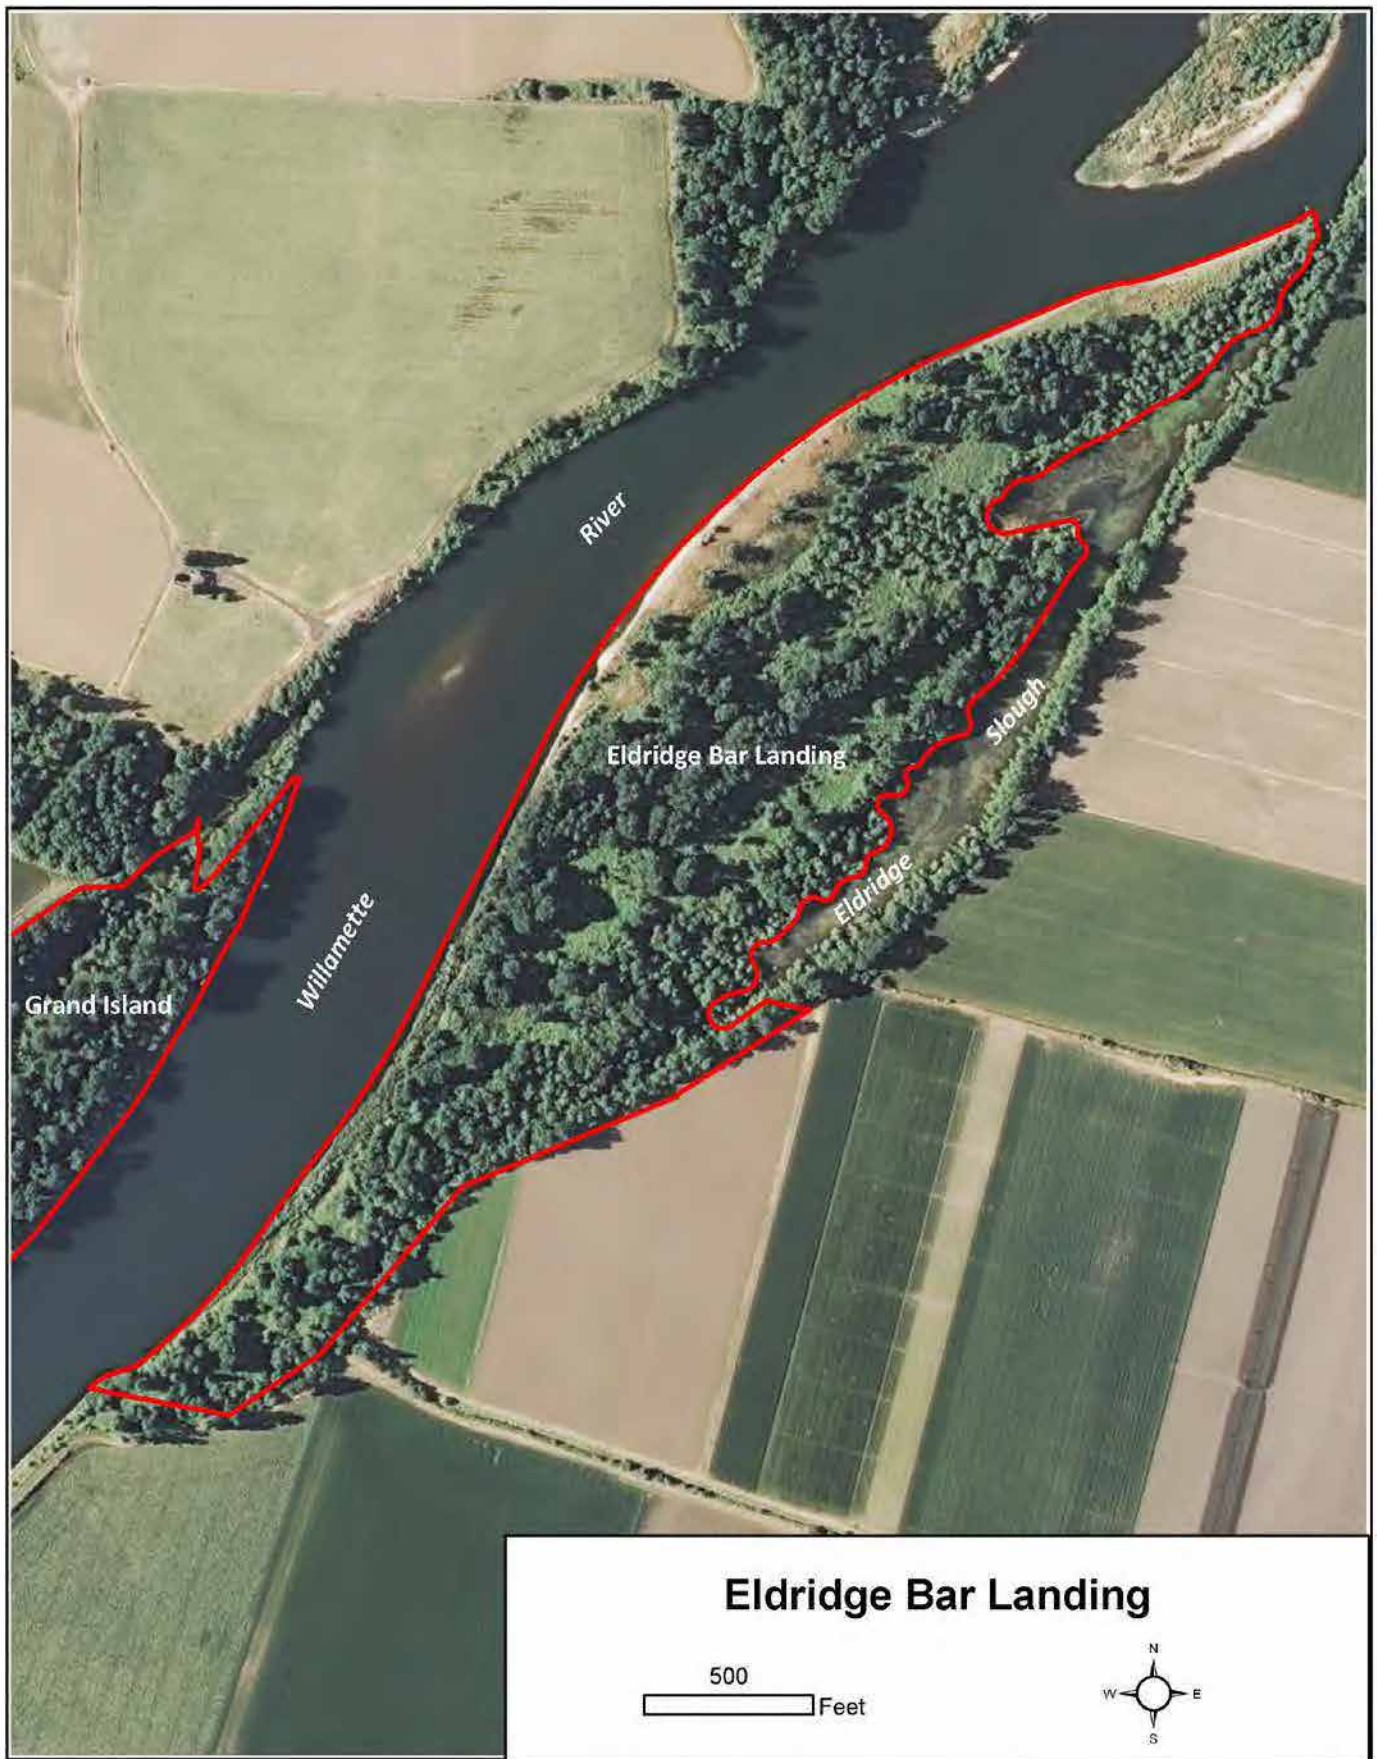 River
Eldridge Bar Landing
Slough
Eldridge
Willamette
Grand Island
Eldridge Bar Landing
500
Feet
N
W E
S